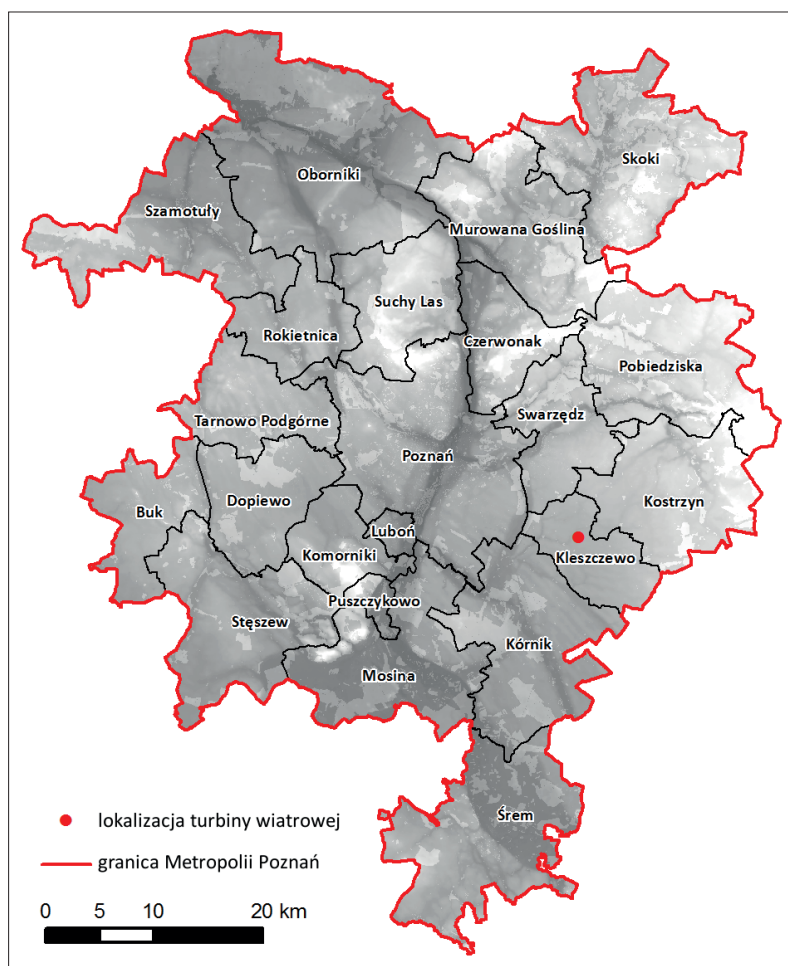 Skoki
Oborniki
Szamotuły
Murowana Goślina
Suchy Las
Rokietnica
Czerwonak
Pobiedziska
Tarnowo Podgórne
Swarzędz
Poznań
Dopiewo
Kostrzyn
Buk
Luboń
Komorniki
Kleszczewo
Puszczykowo
Stęszew
Kórnik
Mosina
Śrem
lokalizacja turbiny wiatrowej
granica Metropolii Poznań
0 5 10 20 km